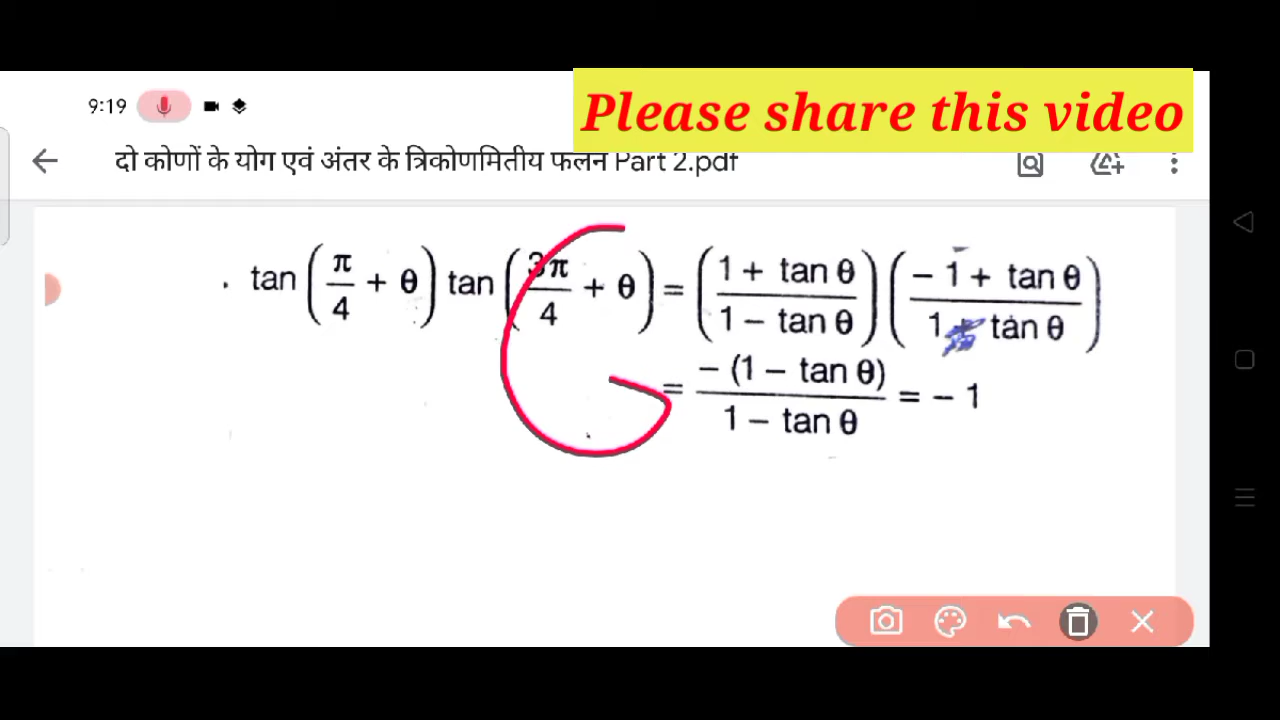 9:19
Please share this video
दो कोणों के योग एवं अंतर के त्रिकोणमितीय फलन Part 2.pdf
. tan(π/4 + θ) tan(3π/4 + θ) = ((1 + tan θ)/(1 − tan θ)) ((− 1 + tan θ)/(1 + tan θ))
= (− (1 − tan θ))/(1 − tan θ) = − 1